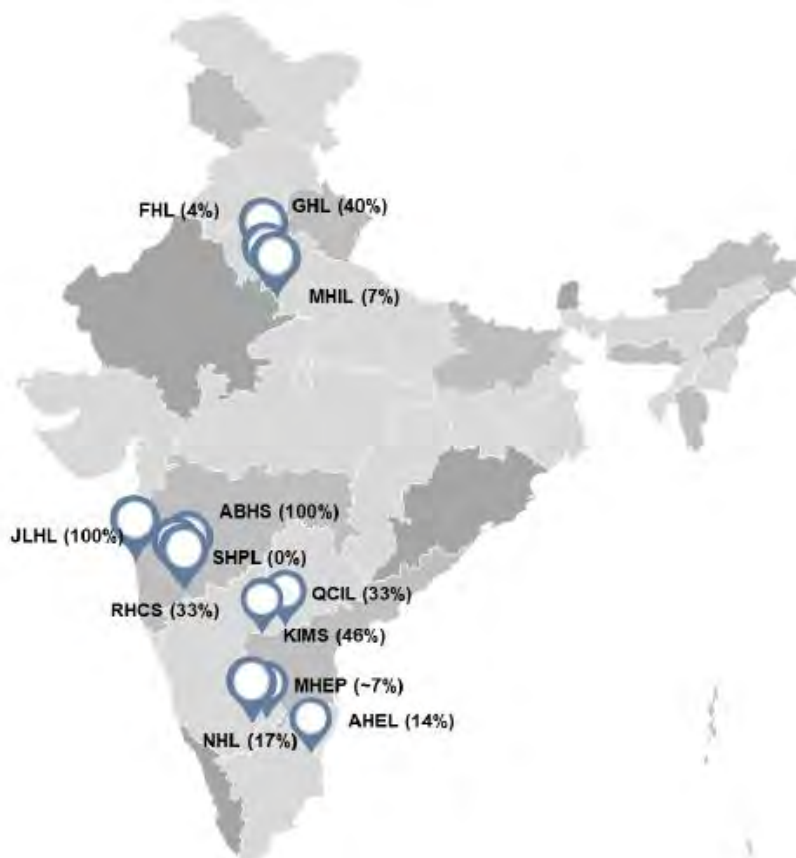 FHL (4%)
GHL (40%)
MHIL (7%)
ABHS (100%)
JLHL (100%)
SHPL (0%)
RHCS (33%)
QCIL (33%)
KIMS (46%)
MHEP (~7%)
AHEL (14%)
NHL (17%)